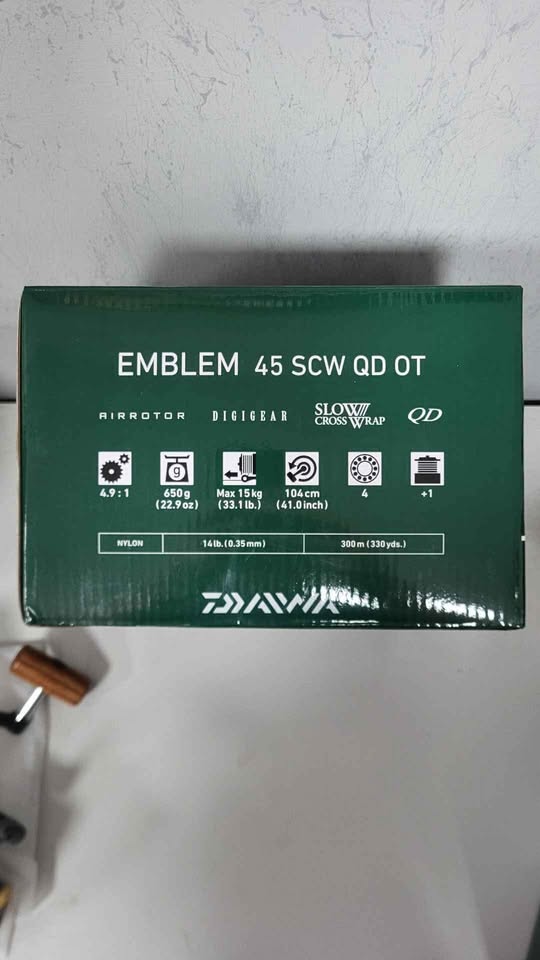 EMBLEM 45 SCW QD OT
AIRROTOR DIGIGEAR SLOW CROSS WRAP QD
g
4.9 : 1 650g (22.9oz) Max 15kg (33.1lb.) 104cm (41.0inch) 4 +1
NYLON 14lb.(0.35mm) 300m(330yds.)
DAIWA